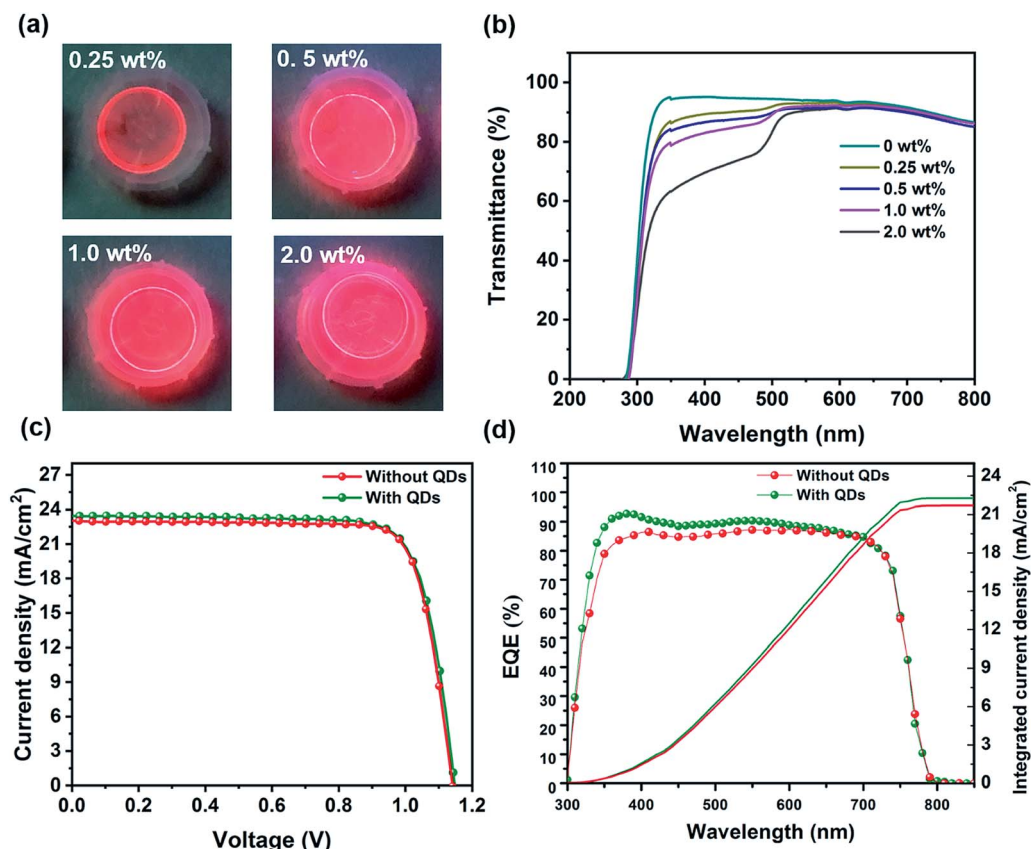 (a)
0.25 wt%
0. 5 wt%
1.0 wt%
2.0 wt%
(b)
Transmittance (%)
100
80
60
40
20
0
200
300
400
500
600
700
800
Wavelength (nm)
0 wt%
0.25 wt%
0.5 wt%
1.0 wt%
2.0 wt%
(c)
Current density (mA/cm²)
27
24
21
18
15
12
9
6
3
0
0.0
0.2
0.4
0.6
0.8
1.0
1.2
Voltage (V)
Without QDs
With QDs
(d)
EQE (%)
110
100
90
80
70
60
50
40
30
20
10
0
300
400
500
600
700
800
Wavelength (nm)
Without QDs
With QDs
24
21
18
15
12
9
6
3
0
Integrated current density (mA/cm²)